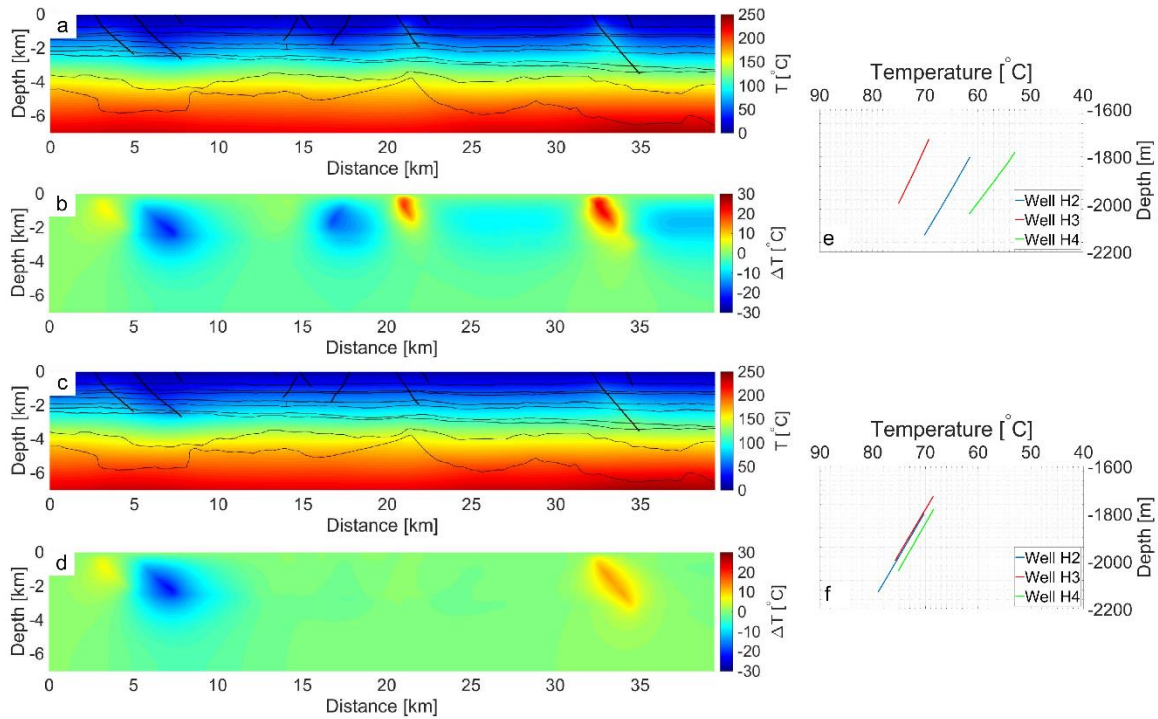 a
0
-2
-4
-6
Depth [km]
0 5 10 15 20 25 30 35
Distance [km]
250
200
150
100
50
0
T [°C]
b
0
-2
-4
-6
Depth [km]
0 5 10 15 20 25 30 35
Distance [km]
30
20
10
0
-10
-20
-30
ΔT [°C]
c
0
-2
-4
-6
Depth [km]
0 5 10 15 20 25 30 35
Distance [km]
250
200
150
100
50
0
T [°C]
d
0
-2
-4
-6
Depth [km]
0 5 10 15 20 25 30 35
Distance [km]
30
20
10
0
-10
-20
-30
ΔT [°C]
Temperature [°C]
90 80 70 60 50 40
-1600
-1800
-2000
-2200
Depth [m]
Well H2
Well H3
Well H4
e
Temperature [°C]
90 80 70 60 50 40
-1600
-1800
-2000
-2200
Depth [m]
Well H2
Well H3
Well H4
f